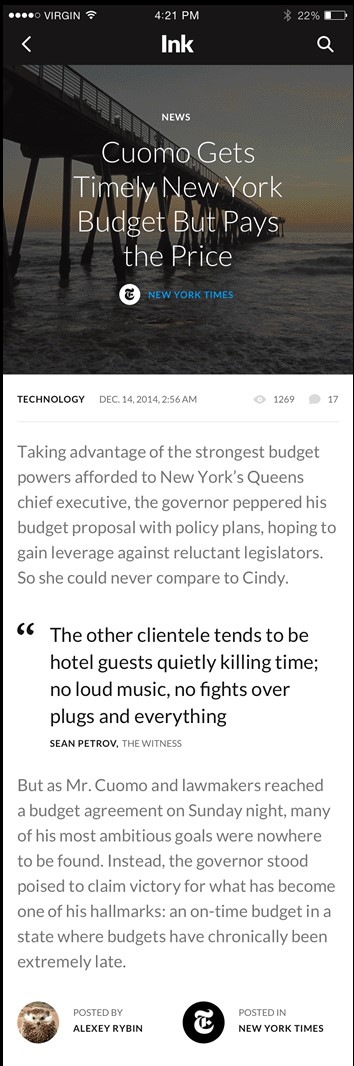 VIRGIN 4:21 PM 22%
Ink
NEWS
Cuomo Gets
Timely New York
Budget But Pays
the Price
NEW YORK TIMES
TECHNOLOGY DEC. 14, 2014, 2:56 AM 1269 17
Taking advantage of the strongest budget
powers afforded to New York’s Queens
chief executive, the governor peppered his
budget proposal with policy plans, hoping to
gain leverage against reluctant legislators.
So she could never compare to Cindy.
“ The other clientele tends to be
hotel guests quietly killing time;
no loud music, no fights over
plugs and everything
SEAN PETROV, THE WITNESS
But as Mr. Cuomo and lawmakers reached
a budget agreement on Sunday night, many
of his most ambitious goals were nowhere
to be found. Instead, the governor stood
poised to claim victory for what has become
one of his hallmarks: an on-time budget in a
state where budgets have chronically been
extremely late.
POSTED BY
ALEXEY RYBIN
POSTED IN
NEW YORK TIMES